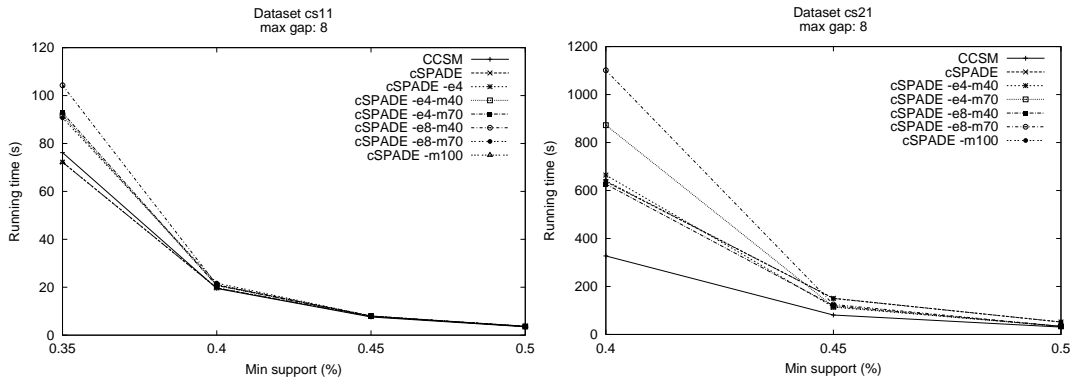 Dataset cs11
max gap: 8
Running time (s)
120
100
80
60
40
20
0
0.35
0.4
0.45
0.5
Min support (%)
CCSM
cSPADE
cSPADE -e4
cSPADE -e4-m40
cSPADE -e4-m70
cSPADE -e8-m40
cSPADE -e8-m70
cSPADE -m100
Dataset cs21
max gap: 8
Running time (s)
1200
1000
800
600
400
200
0
0.4
0.45
0.5
Min support (%)
CCSM
cSPADE
cSPADE -e4-m40
cSPADE -e4-m70
cSPADE -e8-m40
cSPADE -e8-m70
cSPADE -m100